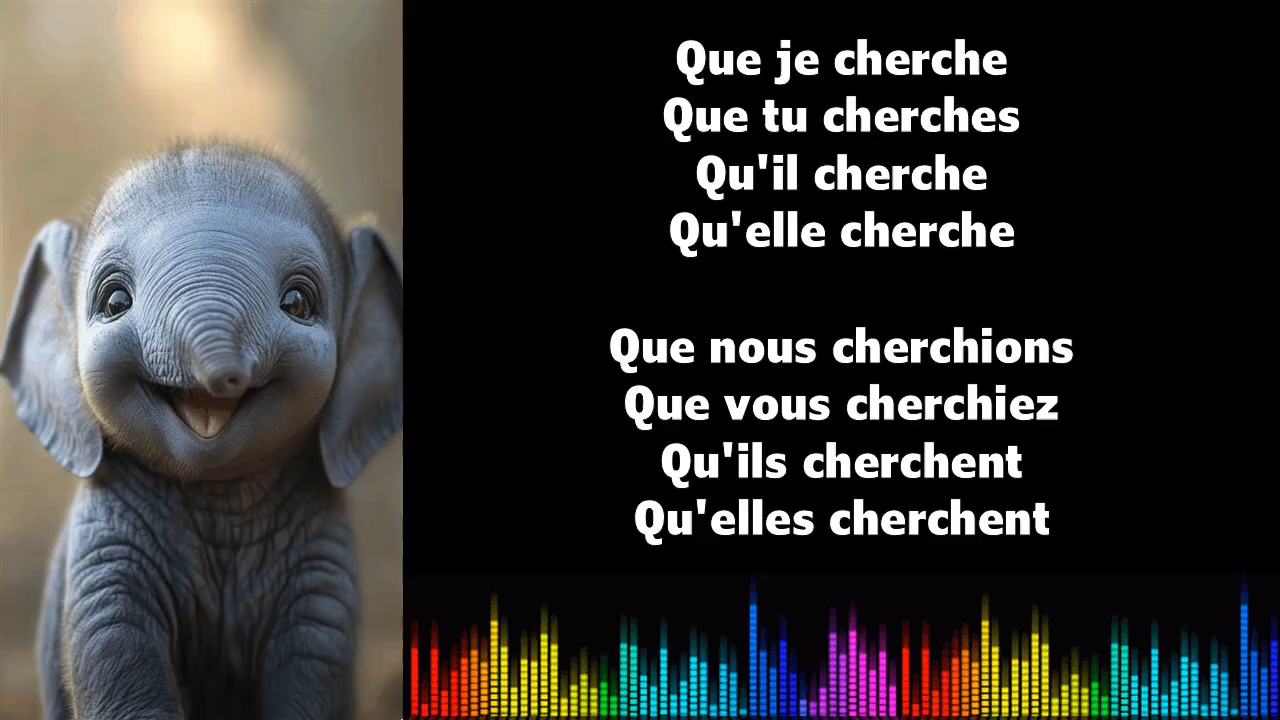 Que je cherche
Que tu cherches
Qu'il cherche
Qu'elle cherche
Que nous cherchions
Que vous cherchiez
Qu'ils cherchent
Qu'elles cherchent